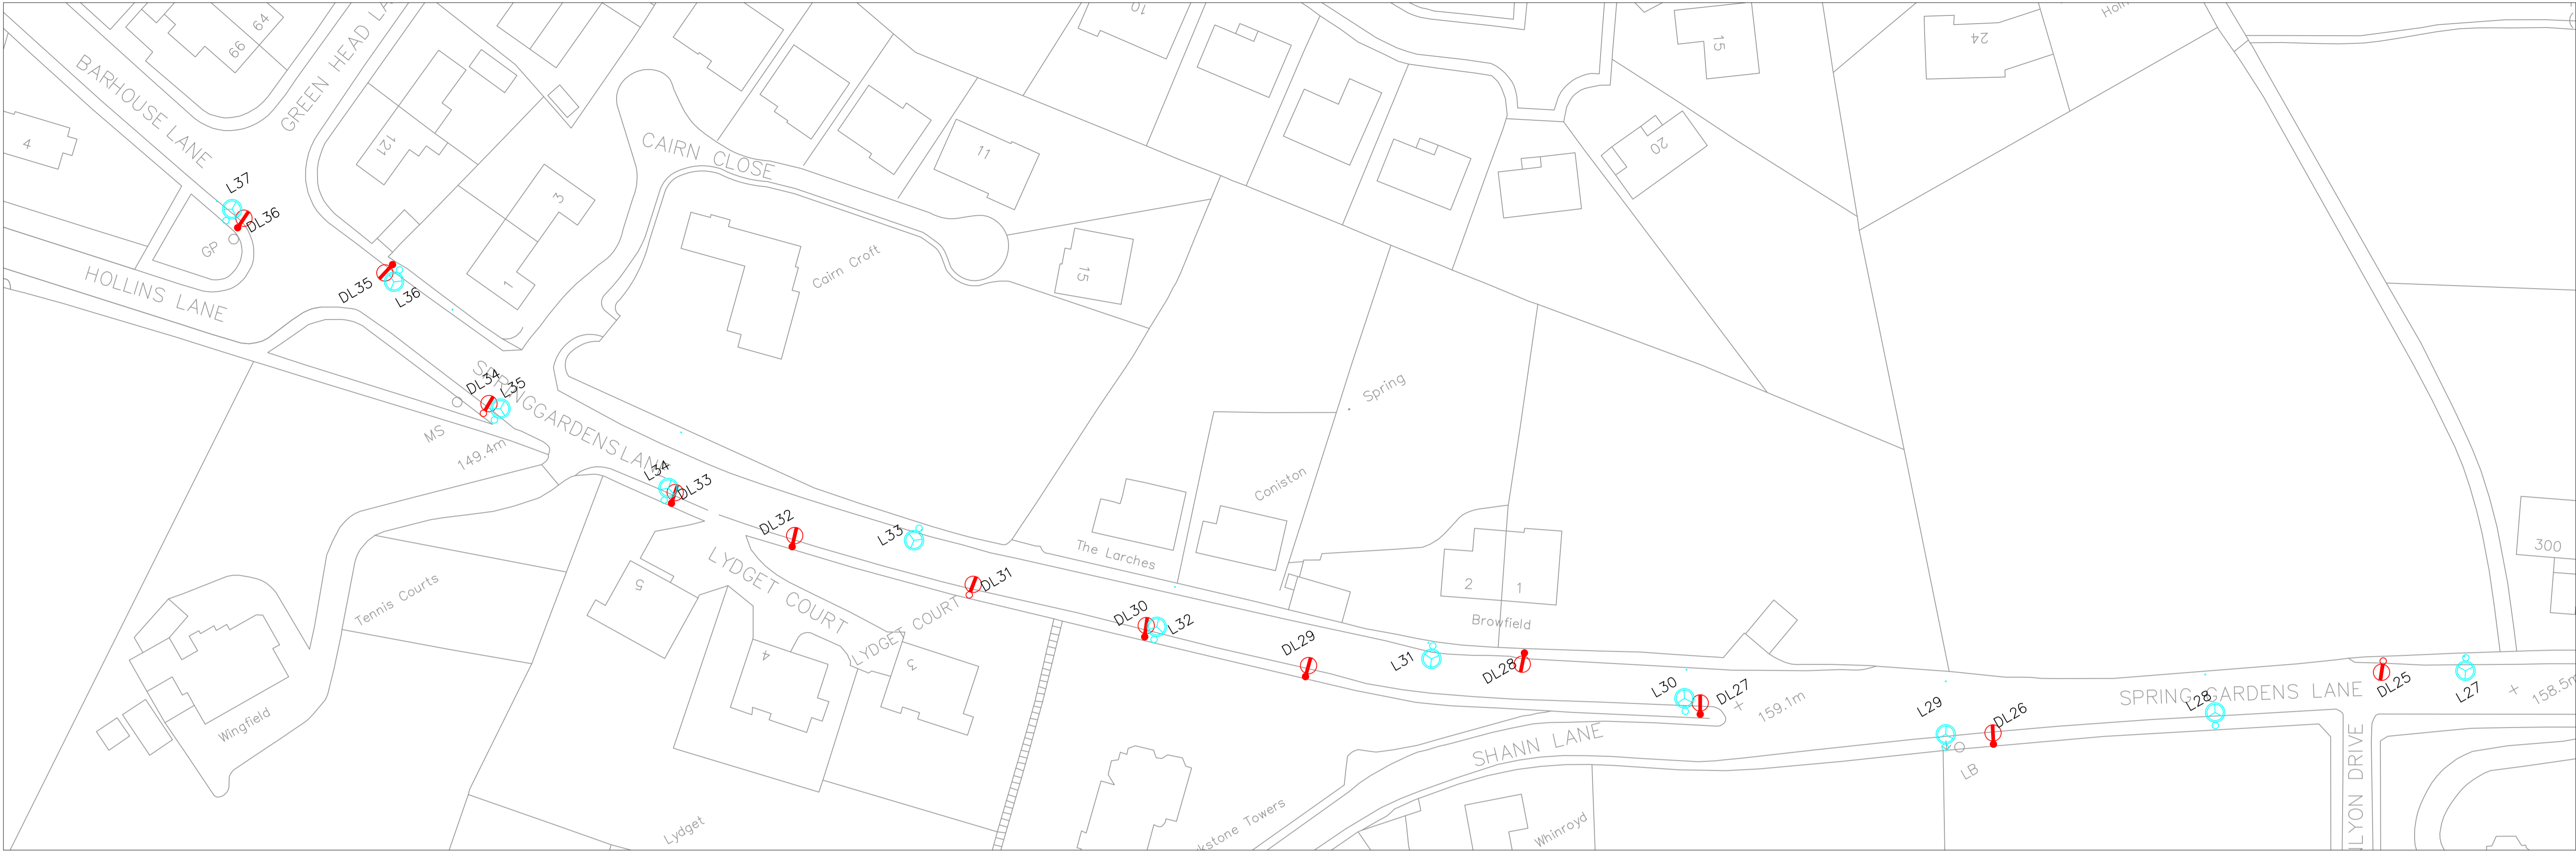 BARHOUSE LANE
66
64
GREEN HEAD
4
121
3
1
L37
DL36
GP
HOLLINS LANE
DL35
L36
CAIRN CLOSE
11
15
Cairn Croft
10
15
24
20
Spring
SPRINGGARDENSLANE
DL34
L35
MS
149.4m
L34
DL33
DL32
L33
LYDGET COURT
LYDGET COURT
DL31
5
4
3
Tennis Courts
Wingfield
Lydget
The Larches
Coniston
DL30
L32
DL29
2
1
Browfield
L31
DL28
L30
DL27
159.1m
SHANN LANE
Whinroyd
kstone Towers
L29
DL26
LB
L28
SPRING GARDENS LANE
DL25
L27
158.5m
300
LYON DRIVE